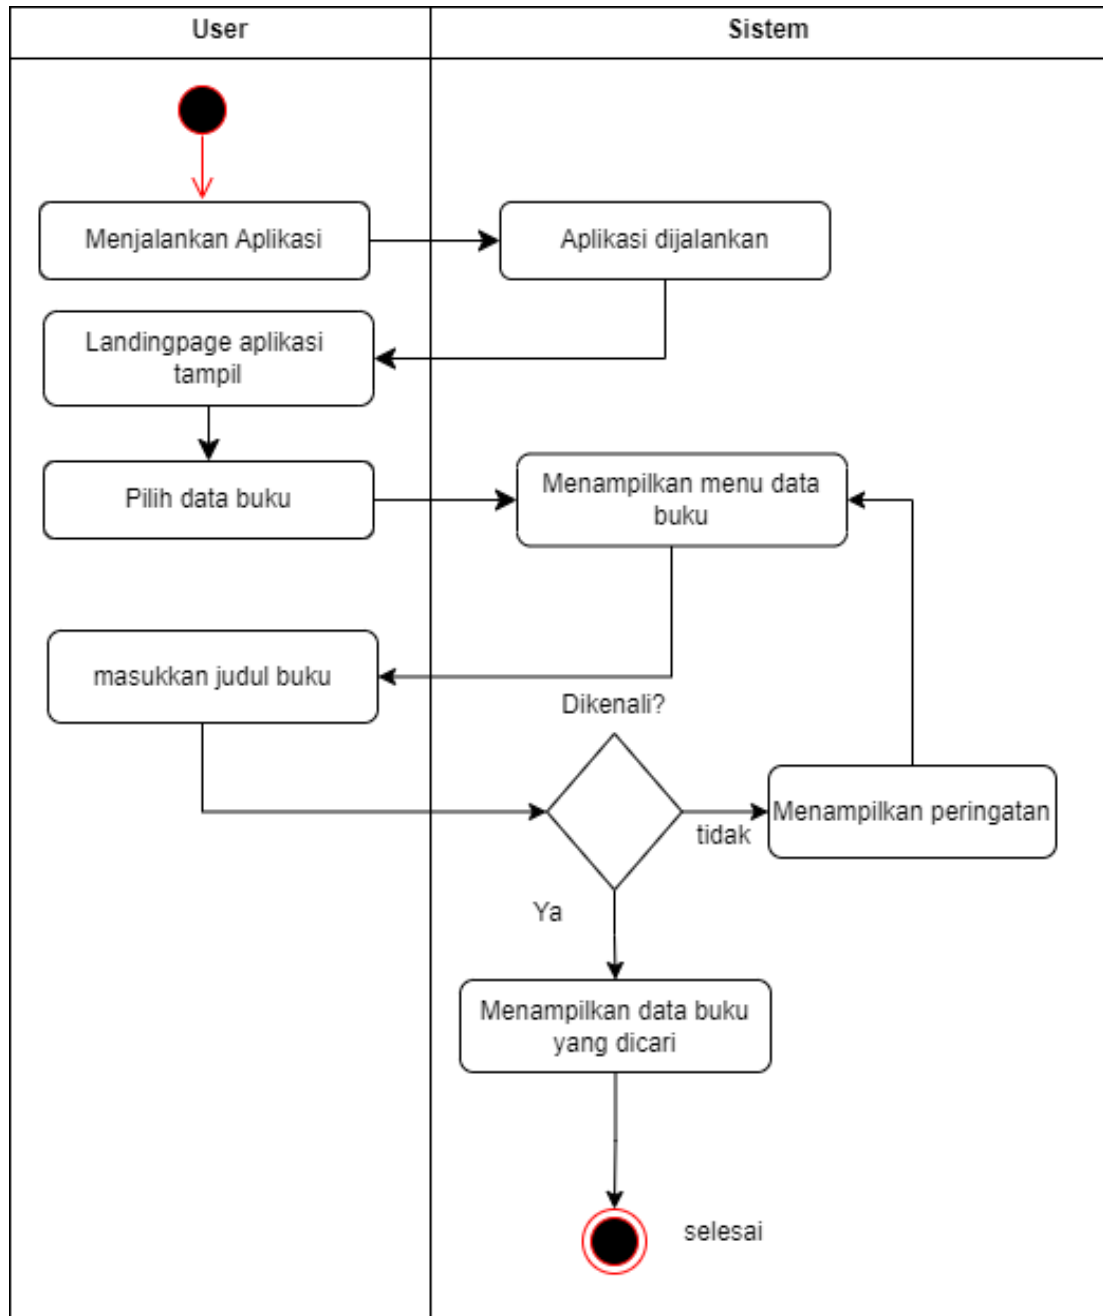 User
Sistem
Menjalankan Aplikasi
Aplikasi dijalankan
Landingpage aplikasi
tampil
Pilih data buku
Menampilkan menu data
buku
masukkan judul buku
Dikenali?
tidak
Menampilkan peringatan
Ya
Menampilkan data buku
yang dicari
selesai